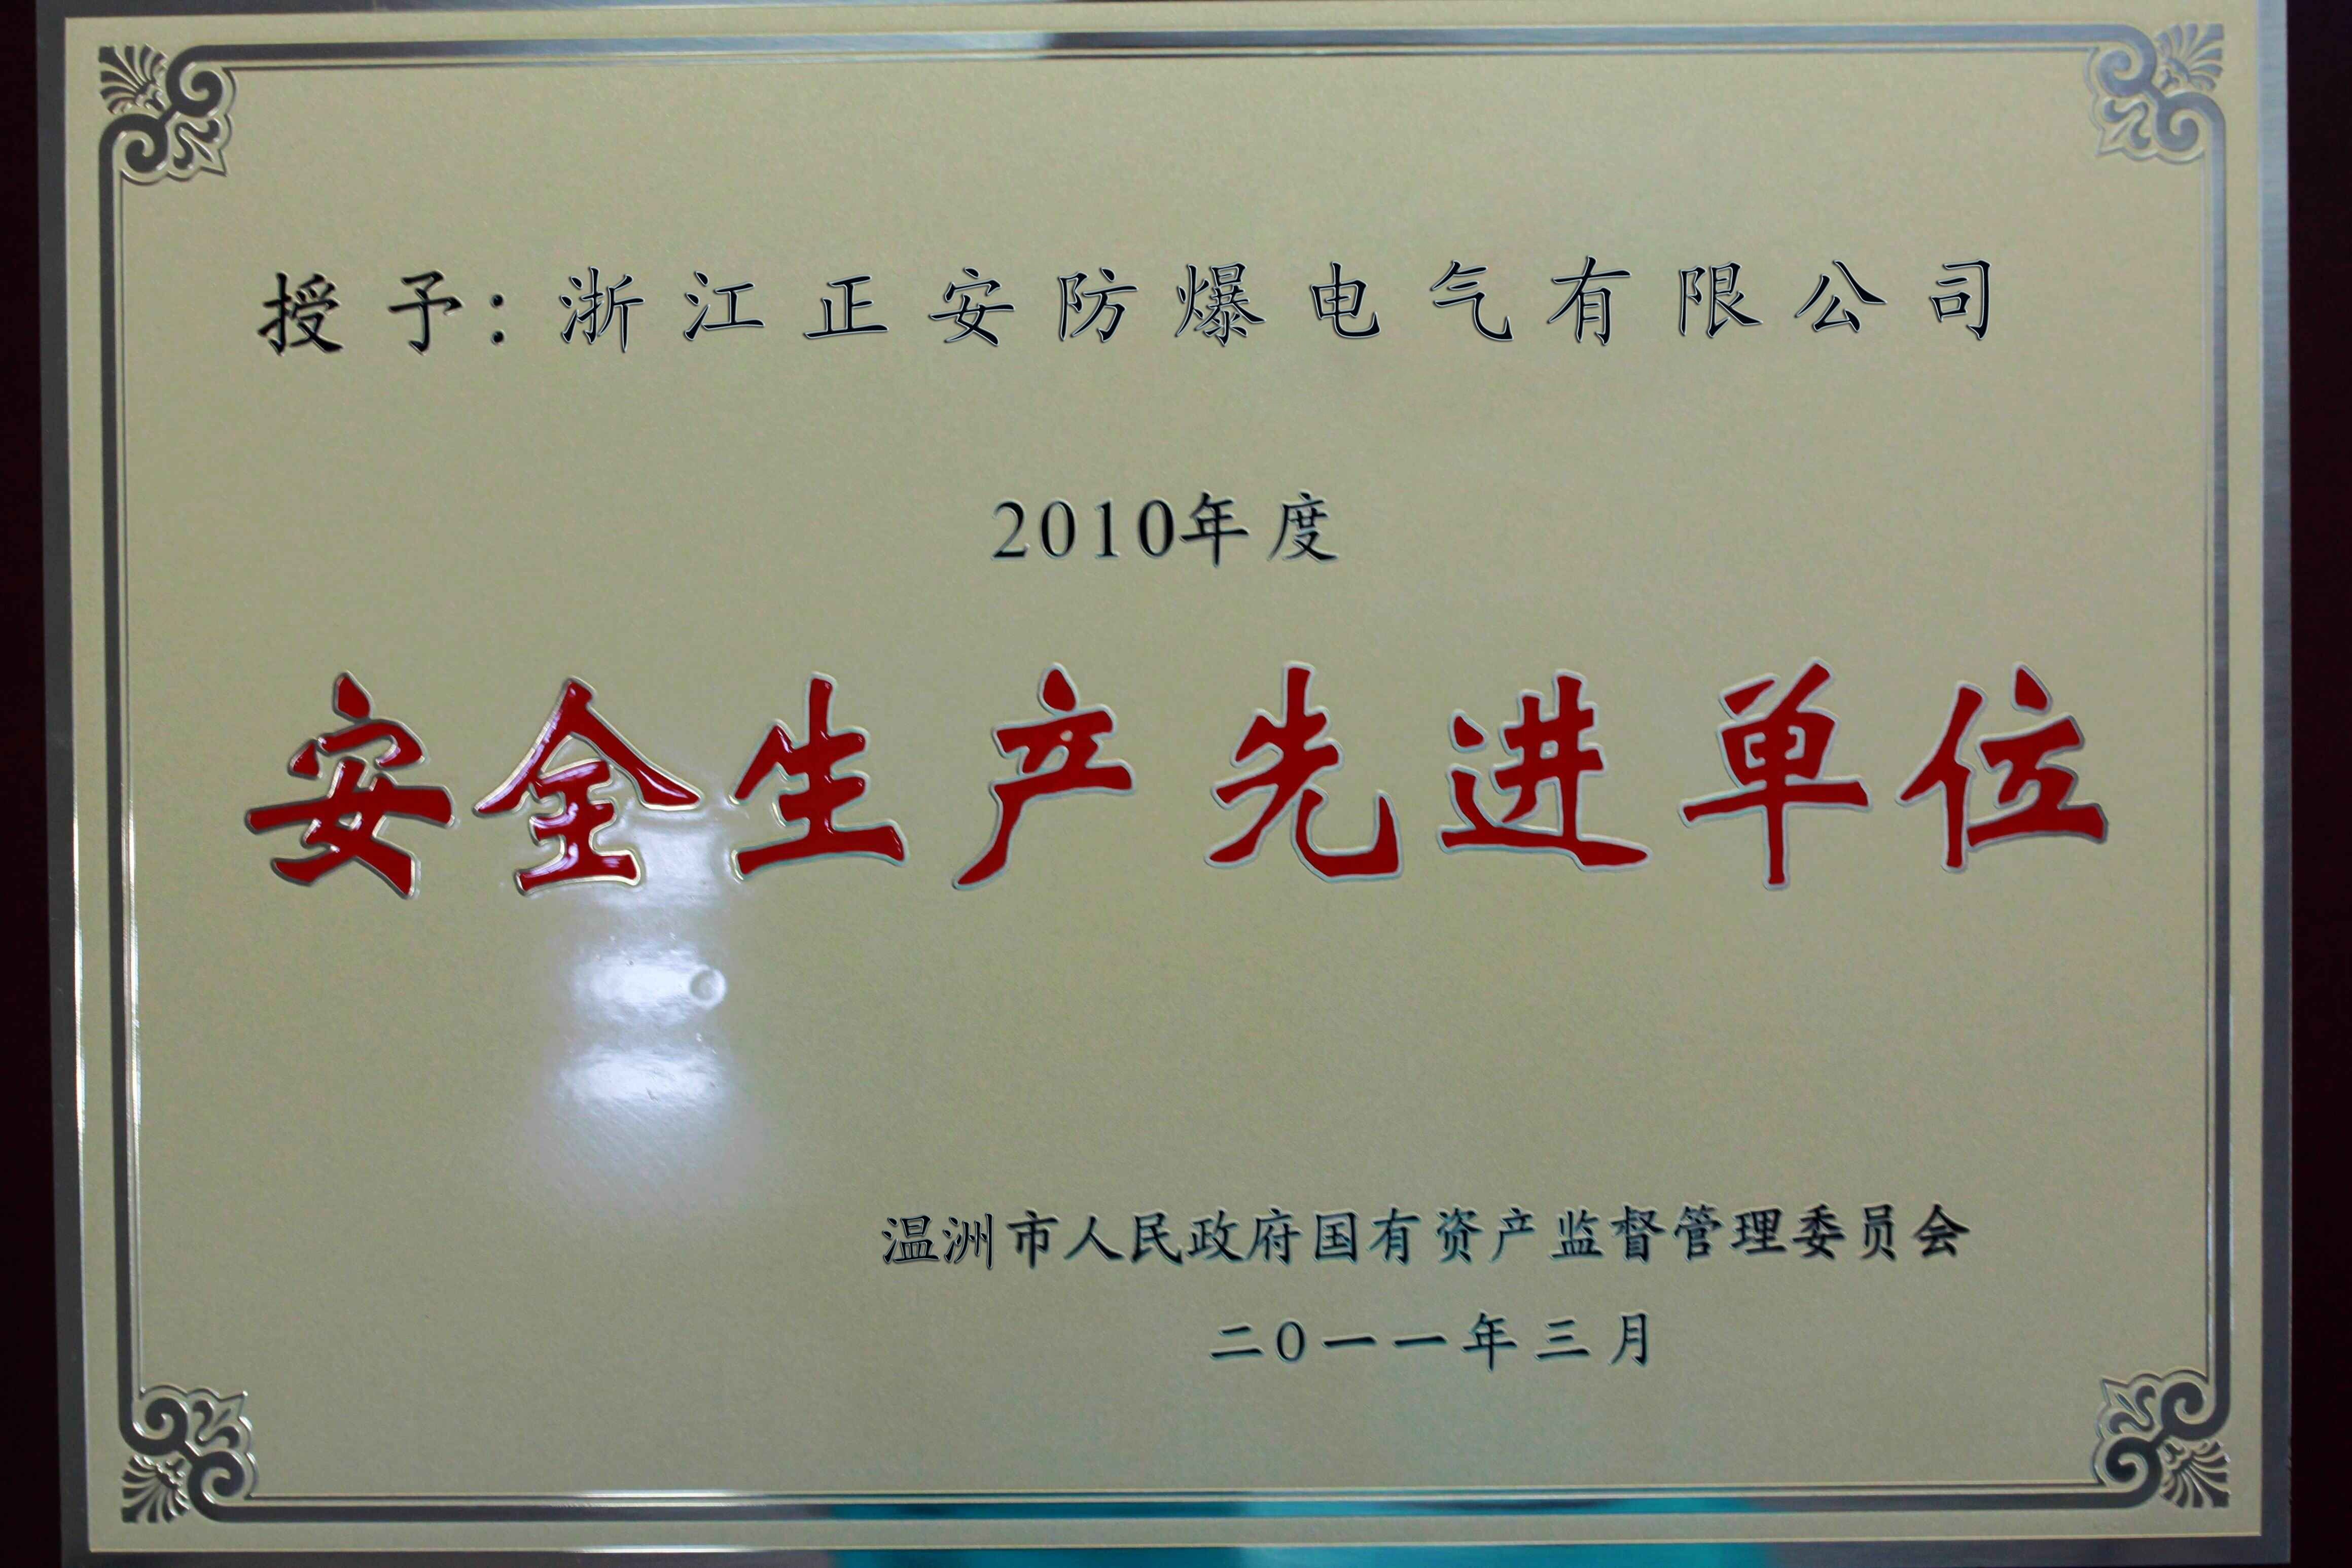 授予：浙江正安防爆电气有限公司
2010年度
安全生产先进单位
温洲市人民政府国有资产监督管理委员会
二0一一年三月